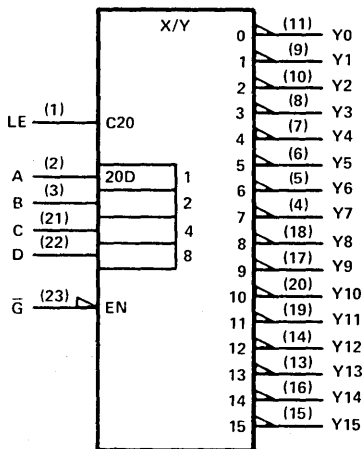 X/Y
0 (11) Y0
1 (9) Y1
2 (10) Y2
3 (8) Y3
LE (1) C20 4 (7) Y4
5 (6) Y5
A (2) 20D 1 6 (5) Y6
B (3) 2 7 (4) Y7
C (21) 4 8 (18) Y8
D (22) 8 9 (17) Y9
G̅ (23) EN 10 (20) Y10
11 (19) Y11
12 (14) Y12
13 (13) Y13
14 (16) Y14
15 (15) Y15